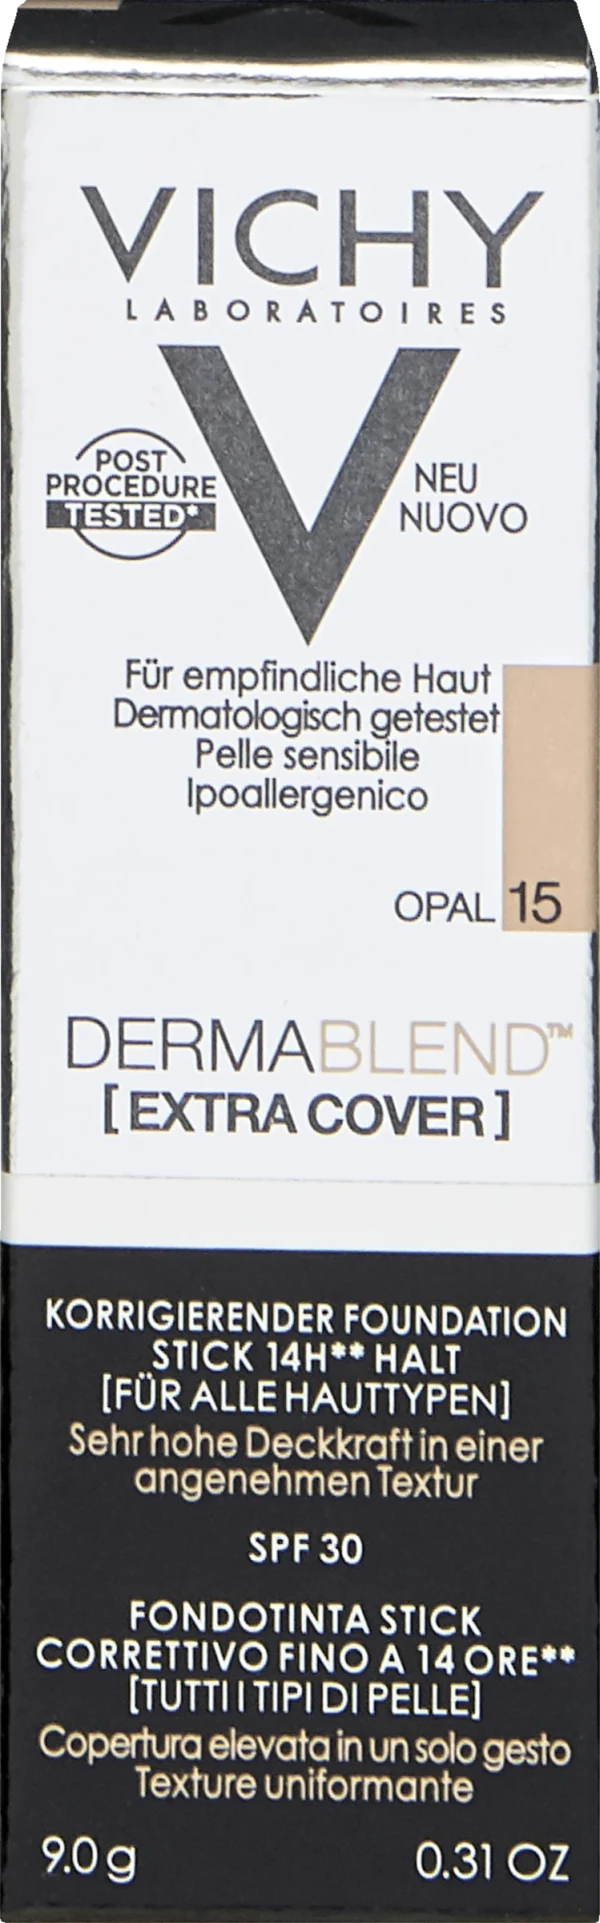 VICHY
LABORATOIRES
V
POST
PROCEDURE
TESTED*
NEU
NUOVO
Für empfindliche Haut
Dermatologisch getestet
Pelle sensibile
Ipoallergenico
OPAL 15
DERMABLEND™
[EXTRA COVER]
KORRIGIERENDER FOUNDATION
STICK 14H** HALT
[FÜR ALLE HAUTTYPEN]
Sehr hohe Deckkraft in einer
angenehmen Textur
SPF 30
FONDOTINTA STICK
CORRETTIVO FINO A 14 ORE**
[TUTTI I TIPI DI PELLE]
Copertura elevata in un solo gesto
Texture uniformante
9.0 g 0.31 OZ